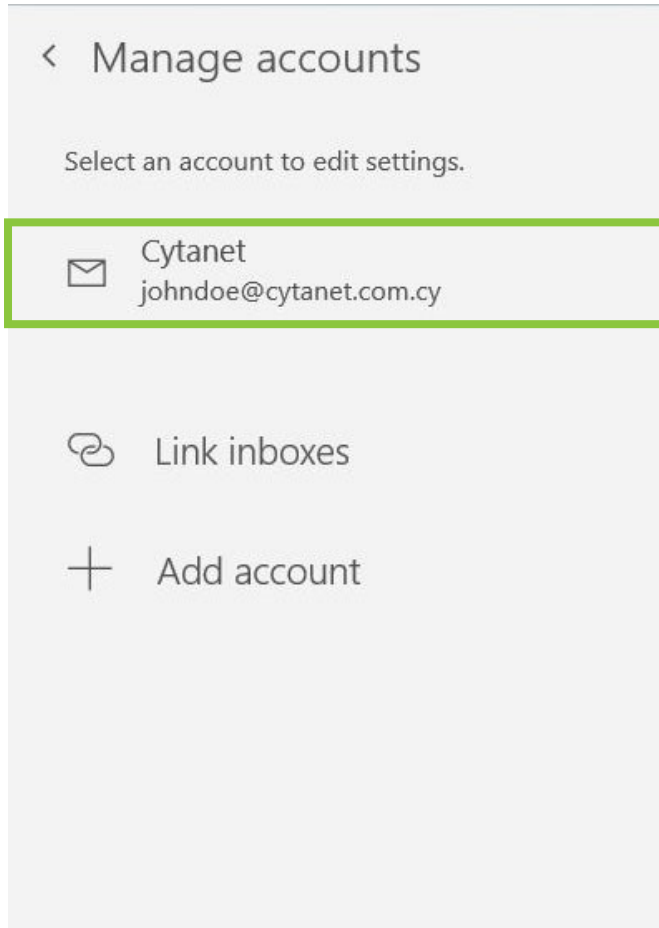 Manage accounts
Select an account to edit settings.
Cytanet
johndoe@cytanet.com.cy
Link inboxes
Add account